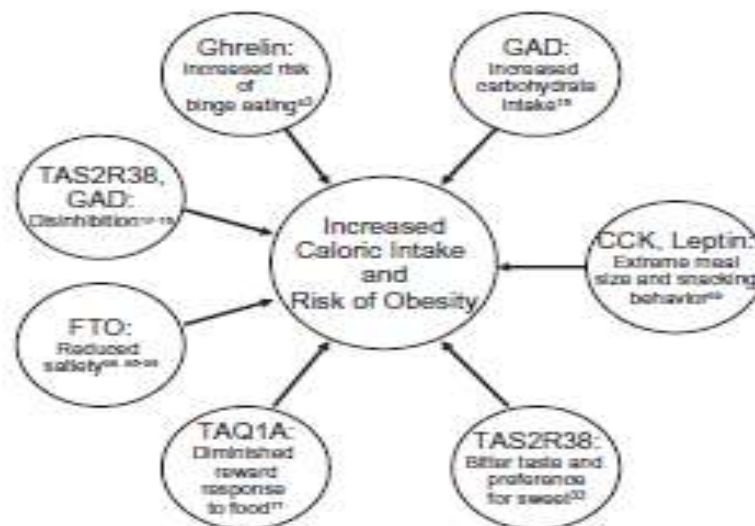 Ghrelin:
Increased risk
of
binge eating
GAD:
Increased
carbohydrate
intake
TAS2R38,
GAD:
Disinhibition
Increased
Caloric Intake
and
Risk of Obesity
CCK, Leptin:
Extreme meal
size and snacking
behavior
FTO:
Reduced
satiety
TAQ1A:
Diminished
reward
response
to food
TAS2R38:
Bitter taste and
preference
for sweet